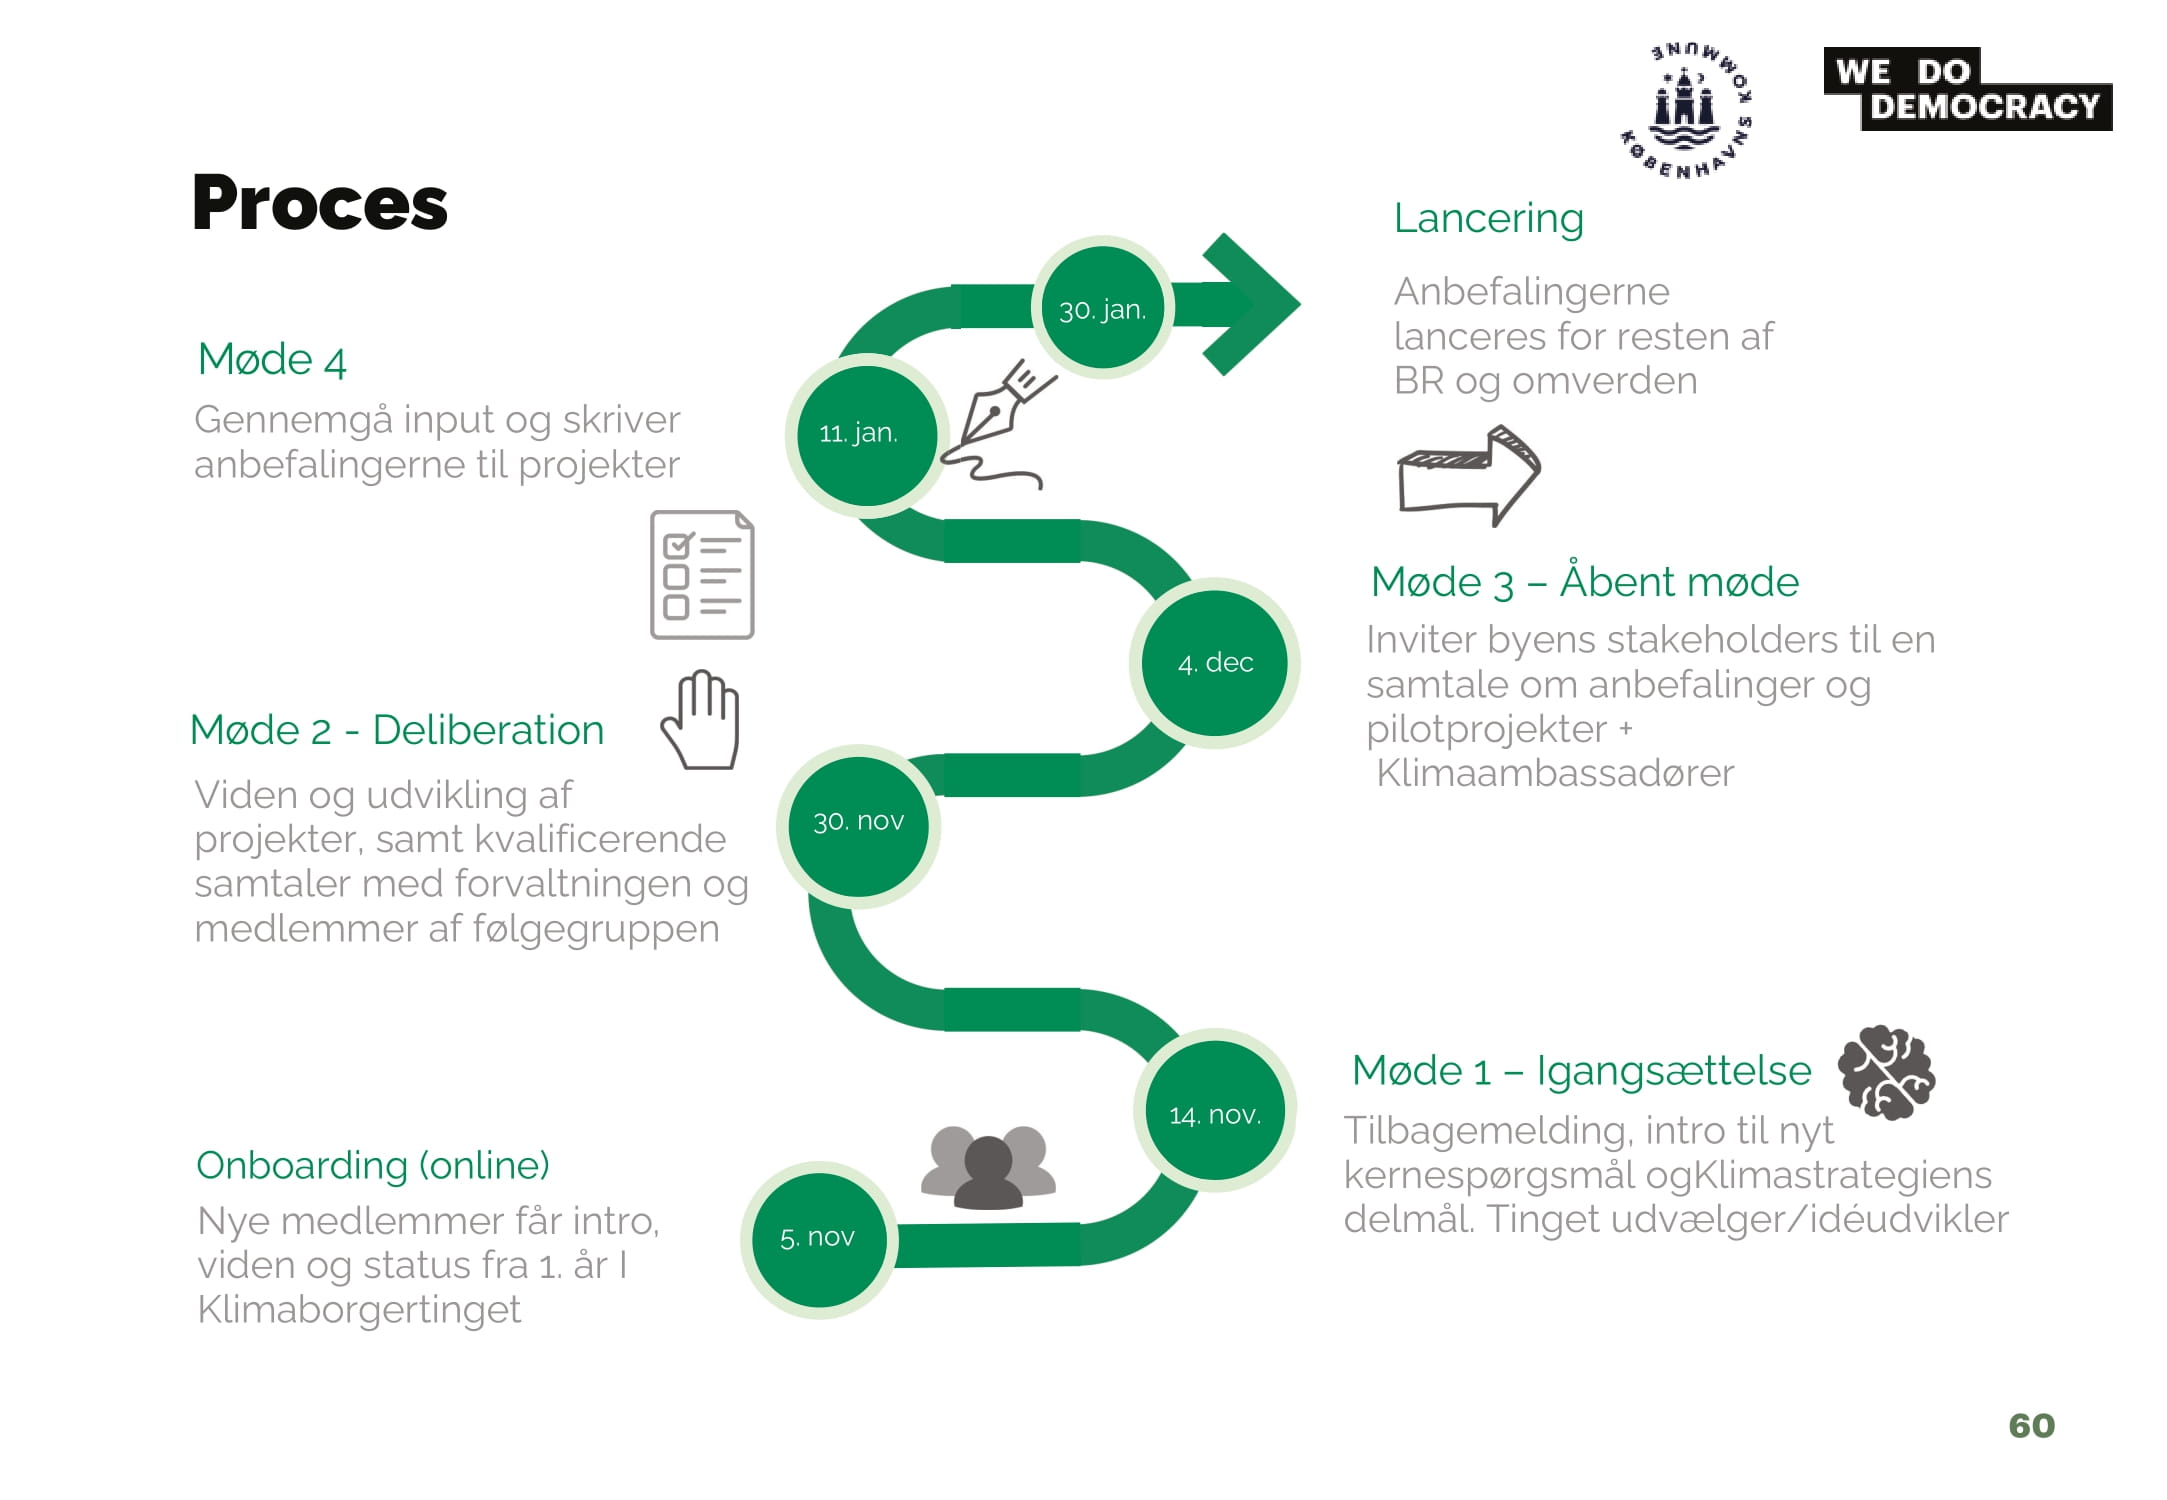 KØBENHAVNS KOMMUNE
WE DO
DEMOCRACY
Proces
Lancering
Anbefalingerne
lanceres for resten af
BR og omverden
30. jan.
Møde 4
Gennemgå input og skriver
anbefalingerne til projekter
11. jan.
Møde 3 – Åbent møde
Inviter byens stakeholders til en
samtale om anbefalinger og
pilotprojekter +
Klimaambassadører
4. dec
Møde 2 - Deliberation
Viden og udvikling af
projekter, samt kvalificerende
samtaler med forvaltningen og
medlemmer af følgegruppen
30. nov
Møde 1 – Igangsættelse
Tilbagemelding, intro til nyt
kernespørgsmål ogKlimastrategiens
delmål. Tinget udvælger/idéudvikler
14. nov.
Onboarding (online)
Nye medlemmer får intro,
viden og status fra 1. år I
Klimaborgertinget
5. nov
60